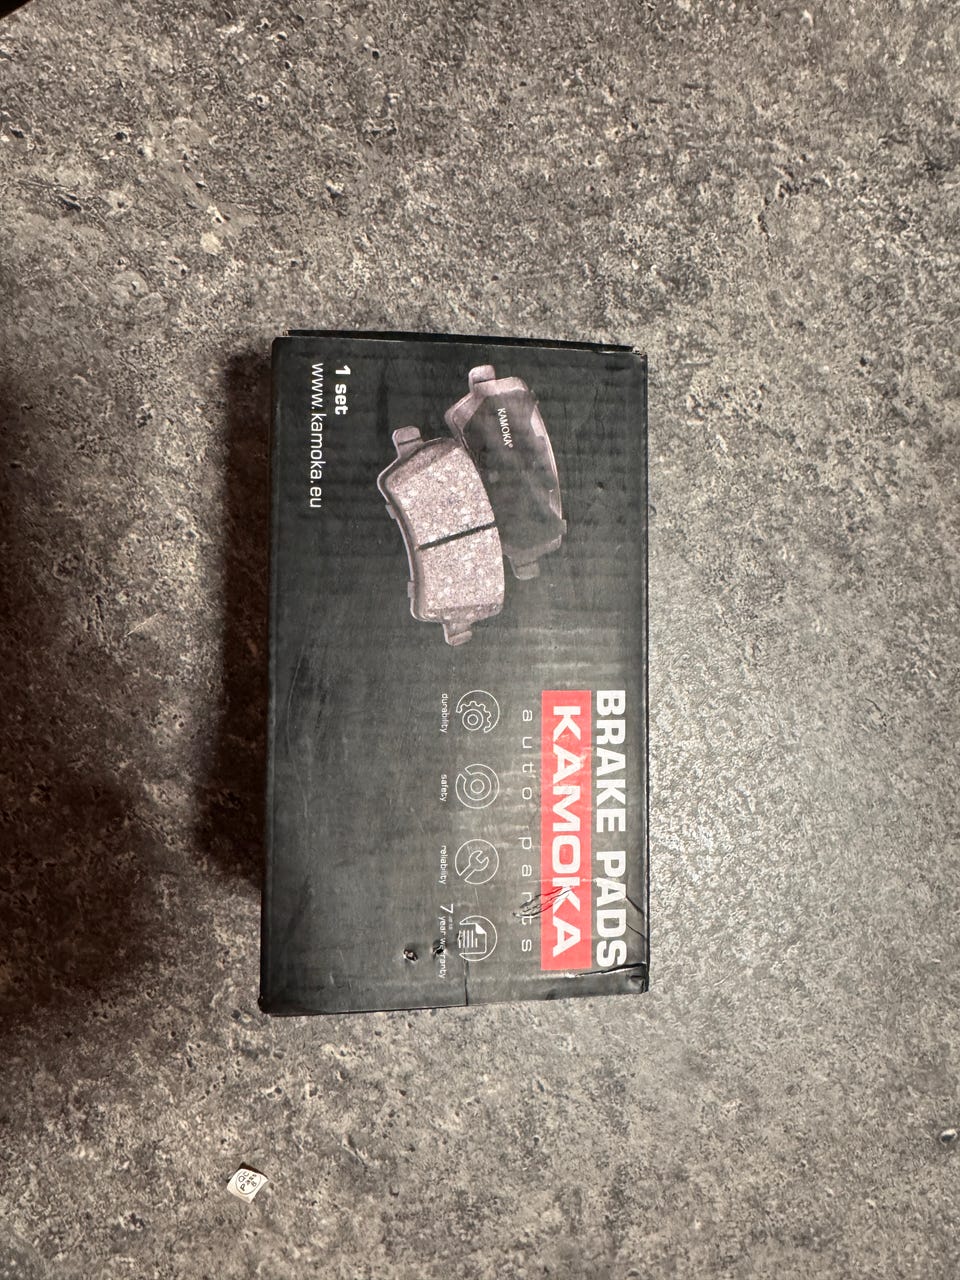 BRAKE PADS
KAMOKA
auto parts
durability
safety
reliability
7 year warranty
KAMOKA®
1 set
www.kamoka.eu